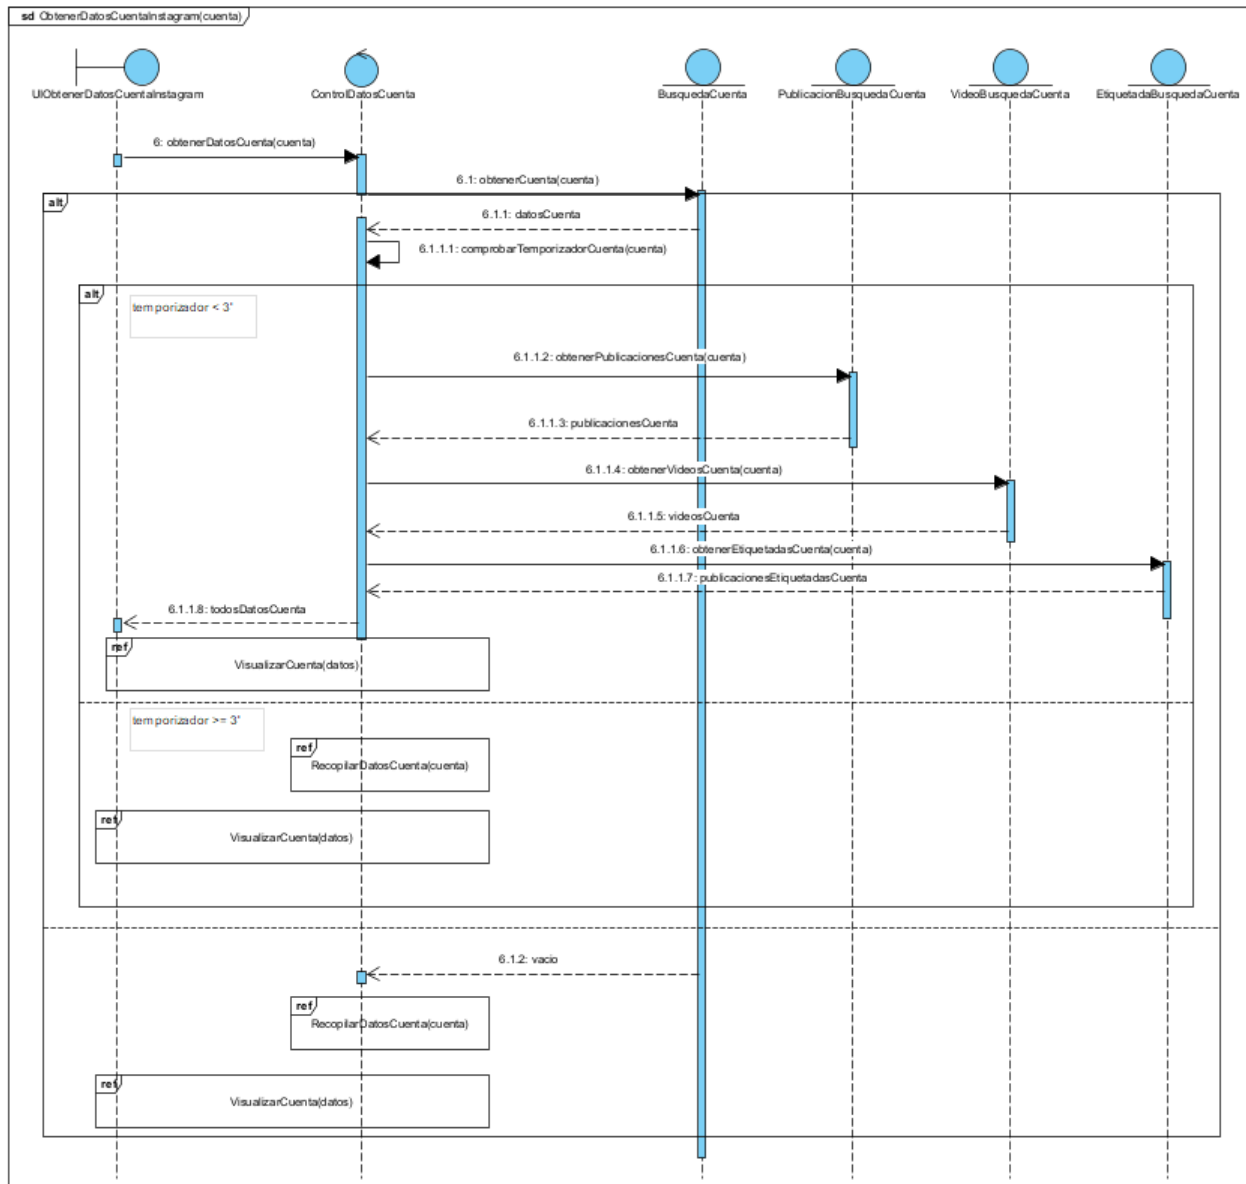 sd ObtenerDatosCuentaInstagram(cuenta)
UIObtenerDatosCuentaInstagram
ControlDatosCuenta
BusquedaCuenta
PublicacionBusquedaCuenta
VideoBusquedaCuenta
EtiquetadaBusquedaCuenta
6: obtenerDatosCuenta(cuenta)
6.1: obtenerCuenta(cuenta)
alt
6.1.1: datosCuenta
6.1.1.1: comprobarTemporizadorCuenta(cuenta)
alt
temporizador < 3"
6.1.1.2: obtenerPublicacionesCuenta(cuenta)
6.1.1.3: publicacionesCuenta
6.1.1.4: obtenerVideosCuenta(cuenta)
6.1.1.5: videosCuenta
6.1.1.6: obtenerEtiquetadasCuenta(cuenta)
6.1.1.7: publicacionesEtiquetadasCuenta
6.1.1.8: todosDatosCuenta
ref
VisualizarCuenta(datos)
temporizador >= 3"
ref
RecopilarDatosCuenta(cuenta)
ref
VisualizarCuenta(datos)
6.1.2: vacio
ref
RecopilarDatosCuenta(cuenta)
ref
VisualizarCuenta(datos)